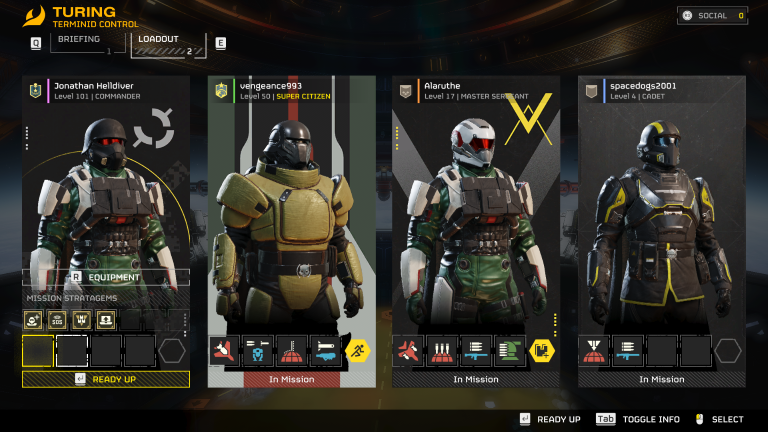 TURING
TERMINID CONTROL
SOCIAL 0
Q
BRIEFING
1
LOADOUT
2
E
Jonathan Helldiver
Level 101 | COMMANDER
vengeance993
Level 50 | SUPER CITIZEN
Alaruthe
Level 17 | MASTER SERGEANT
spacedogs2001
Level 4 | CADET
R EQUIPMENT
MISSION STRATAGEMS
SOS
READY UP
In Mission
In Mission
In Mission
READY UP
Tab TOGGLE INFO
SELECT